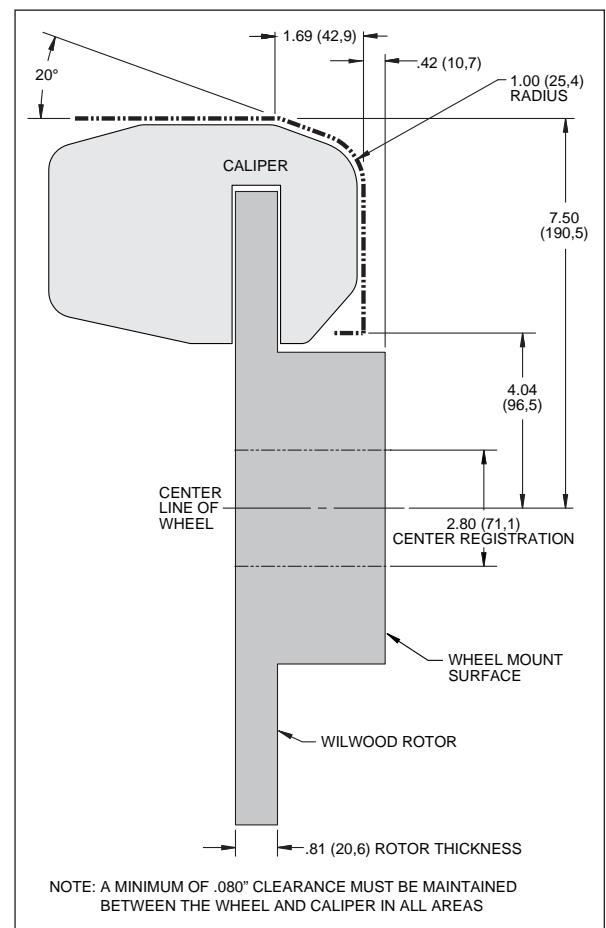 1.69 (42,9)
.42 (10,7)
20°
1.00 (25,4)
RADIUS
CALIPER
7.50
(190,5)
4.04
(96,5)
CENTER
LINE OF
WHEEL
2.80 (71,1)
CENTER REGISTRATION
WHEEL MOUNT
SURFACE
WILWOOD ROTOR
.81 (20,6) ROTOR THICKNESS
NOTE: A MINIMUM OF .080" CLEARANCE MUST BE MAINTAINED
BETWEEN THE WHEEL AND CALIPER IN ALL AREAS